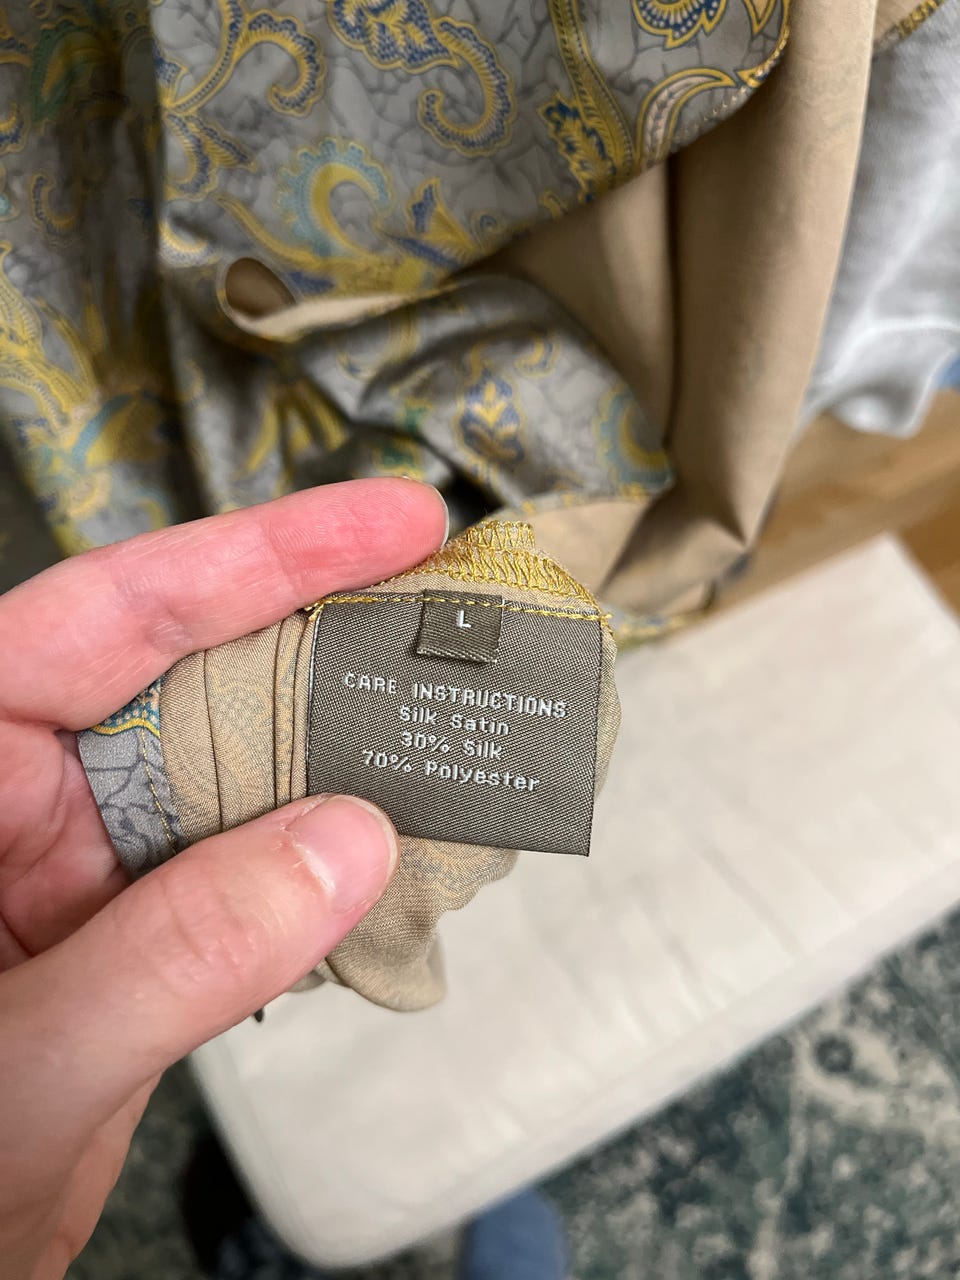 L
CARE INSTRUCTIONS
Silk Satin
30% Silk
70% Polyester